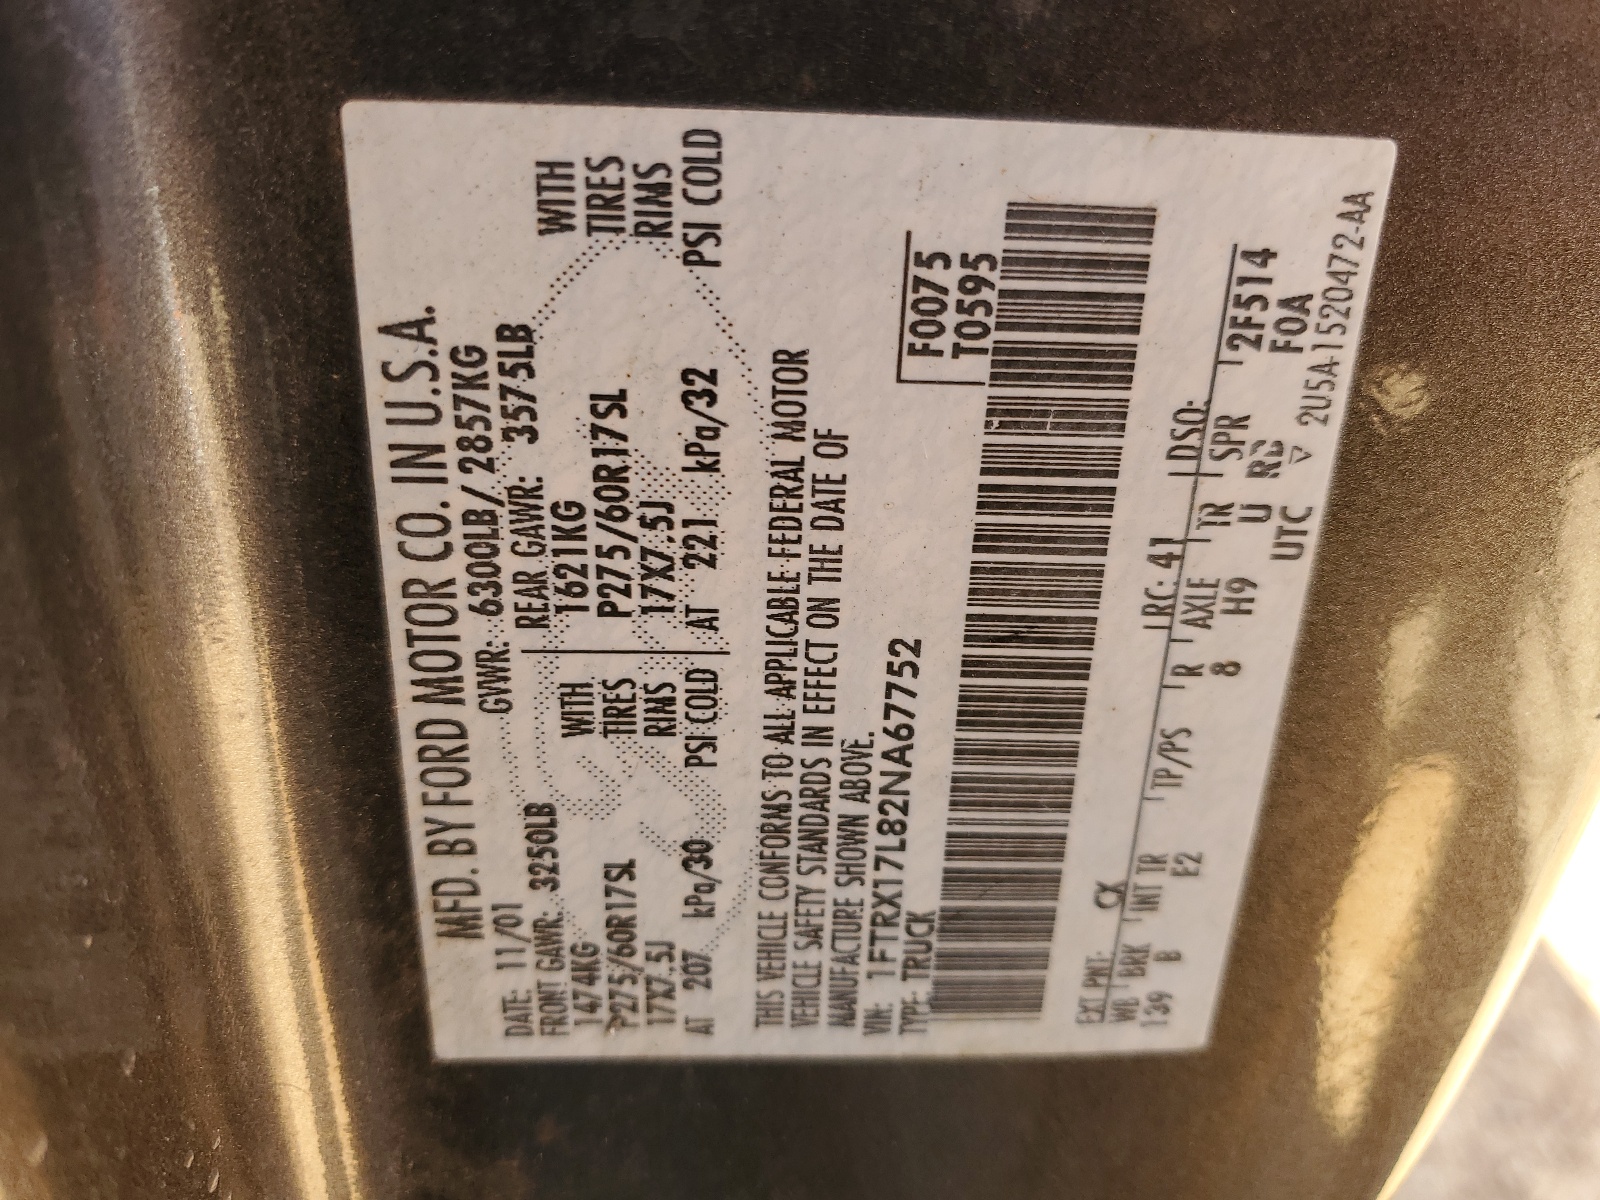 MFD. BY FORD MOTOR CO. IN U.S.A.
DATE: 11/01 GVWR: 6300LB/ 2857KG
FRONT GAWR: 3250LB REAR GAWR: 3575LB
1474KG WITH 1621KG WITH
P275/60R17SL TIRES P275/60R17SL TIRES
17X7.5J RIMS 17X7.5J RIMS
AT 207 kPa/30 PSI COLD AT 221 kPa/32 PSI COLD
THIS VEHICLE CONFORMS TO ALL APPLICABLE FEDERAL MOTOR
VEHICLE SAFETY STANDARDS IN EFFECT ON THE DATE OF
MANUFACTURE SHOWN ABOVE.
VIN: 1FTRX17L82NA67752 F0075
TYPE: TRUCK T0595
EXT PNT: CX RC: 41 DSO:
WB BRK INT TR TP/PS R AXLE TR SPR 2F514
139 B E2 8 H9 U F0A
UTC ▽ 2U5A-1520472-AA